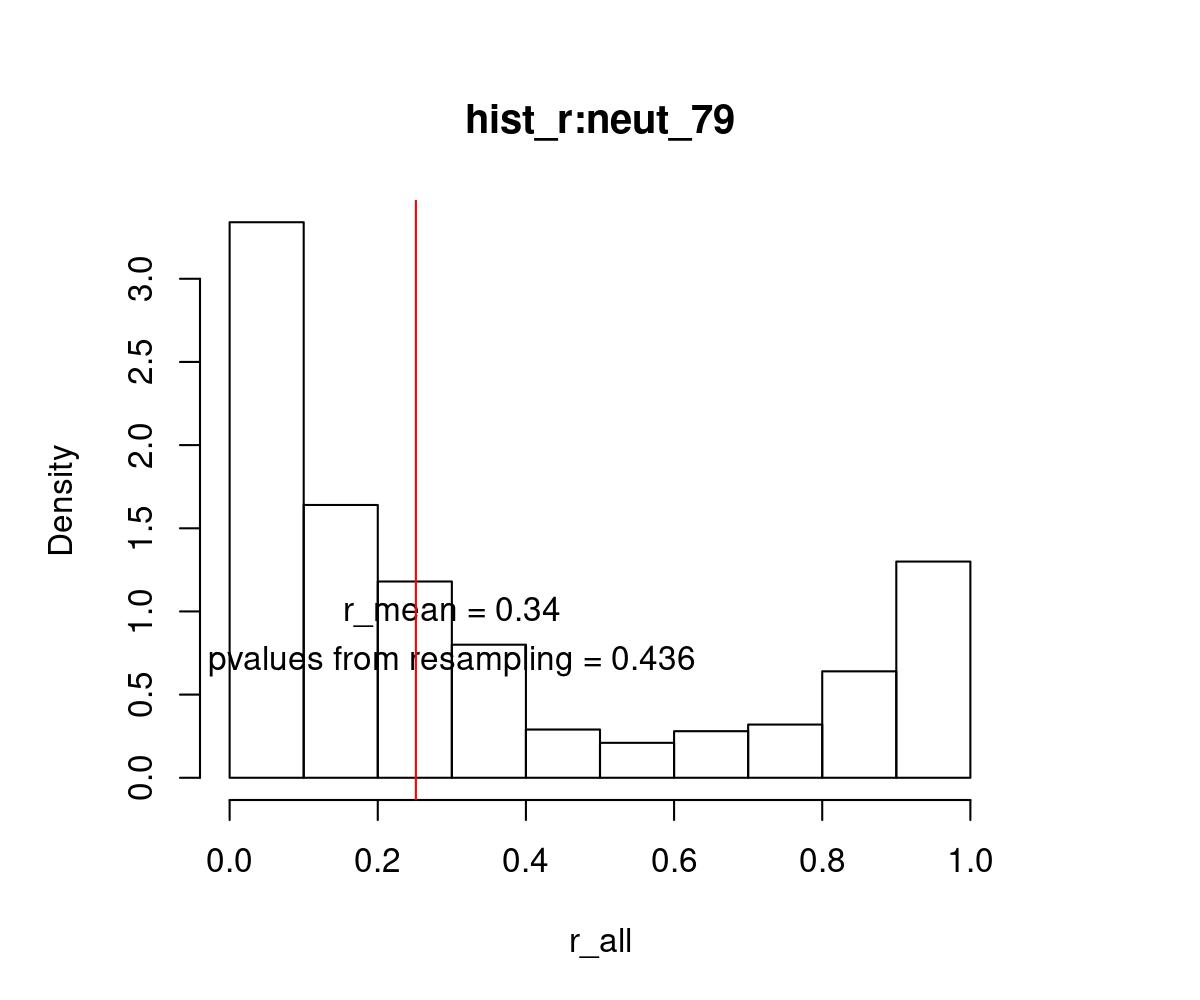 hist_r:neut_79
3.0
2.5
2.0
1.5
1.0
0.5
0.0
Density
r_mean = 0.34
pvalues from resampling = 0.436
0.0 0.2 0.4 0.6 0.8 1.0
r_all